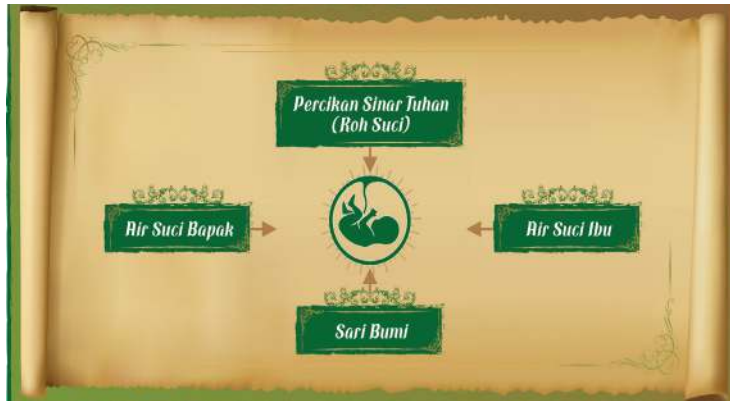 Percikan Sinar Tuhan
(Roh Suci)
Air Suci Bapak
Air Suci Ibu
Sari Bumi